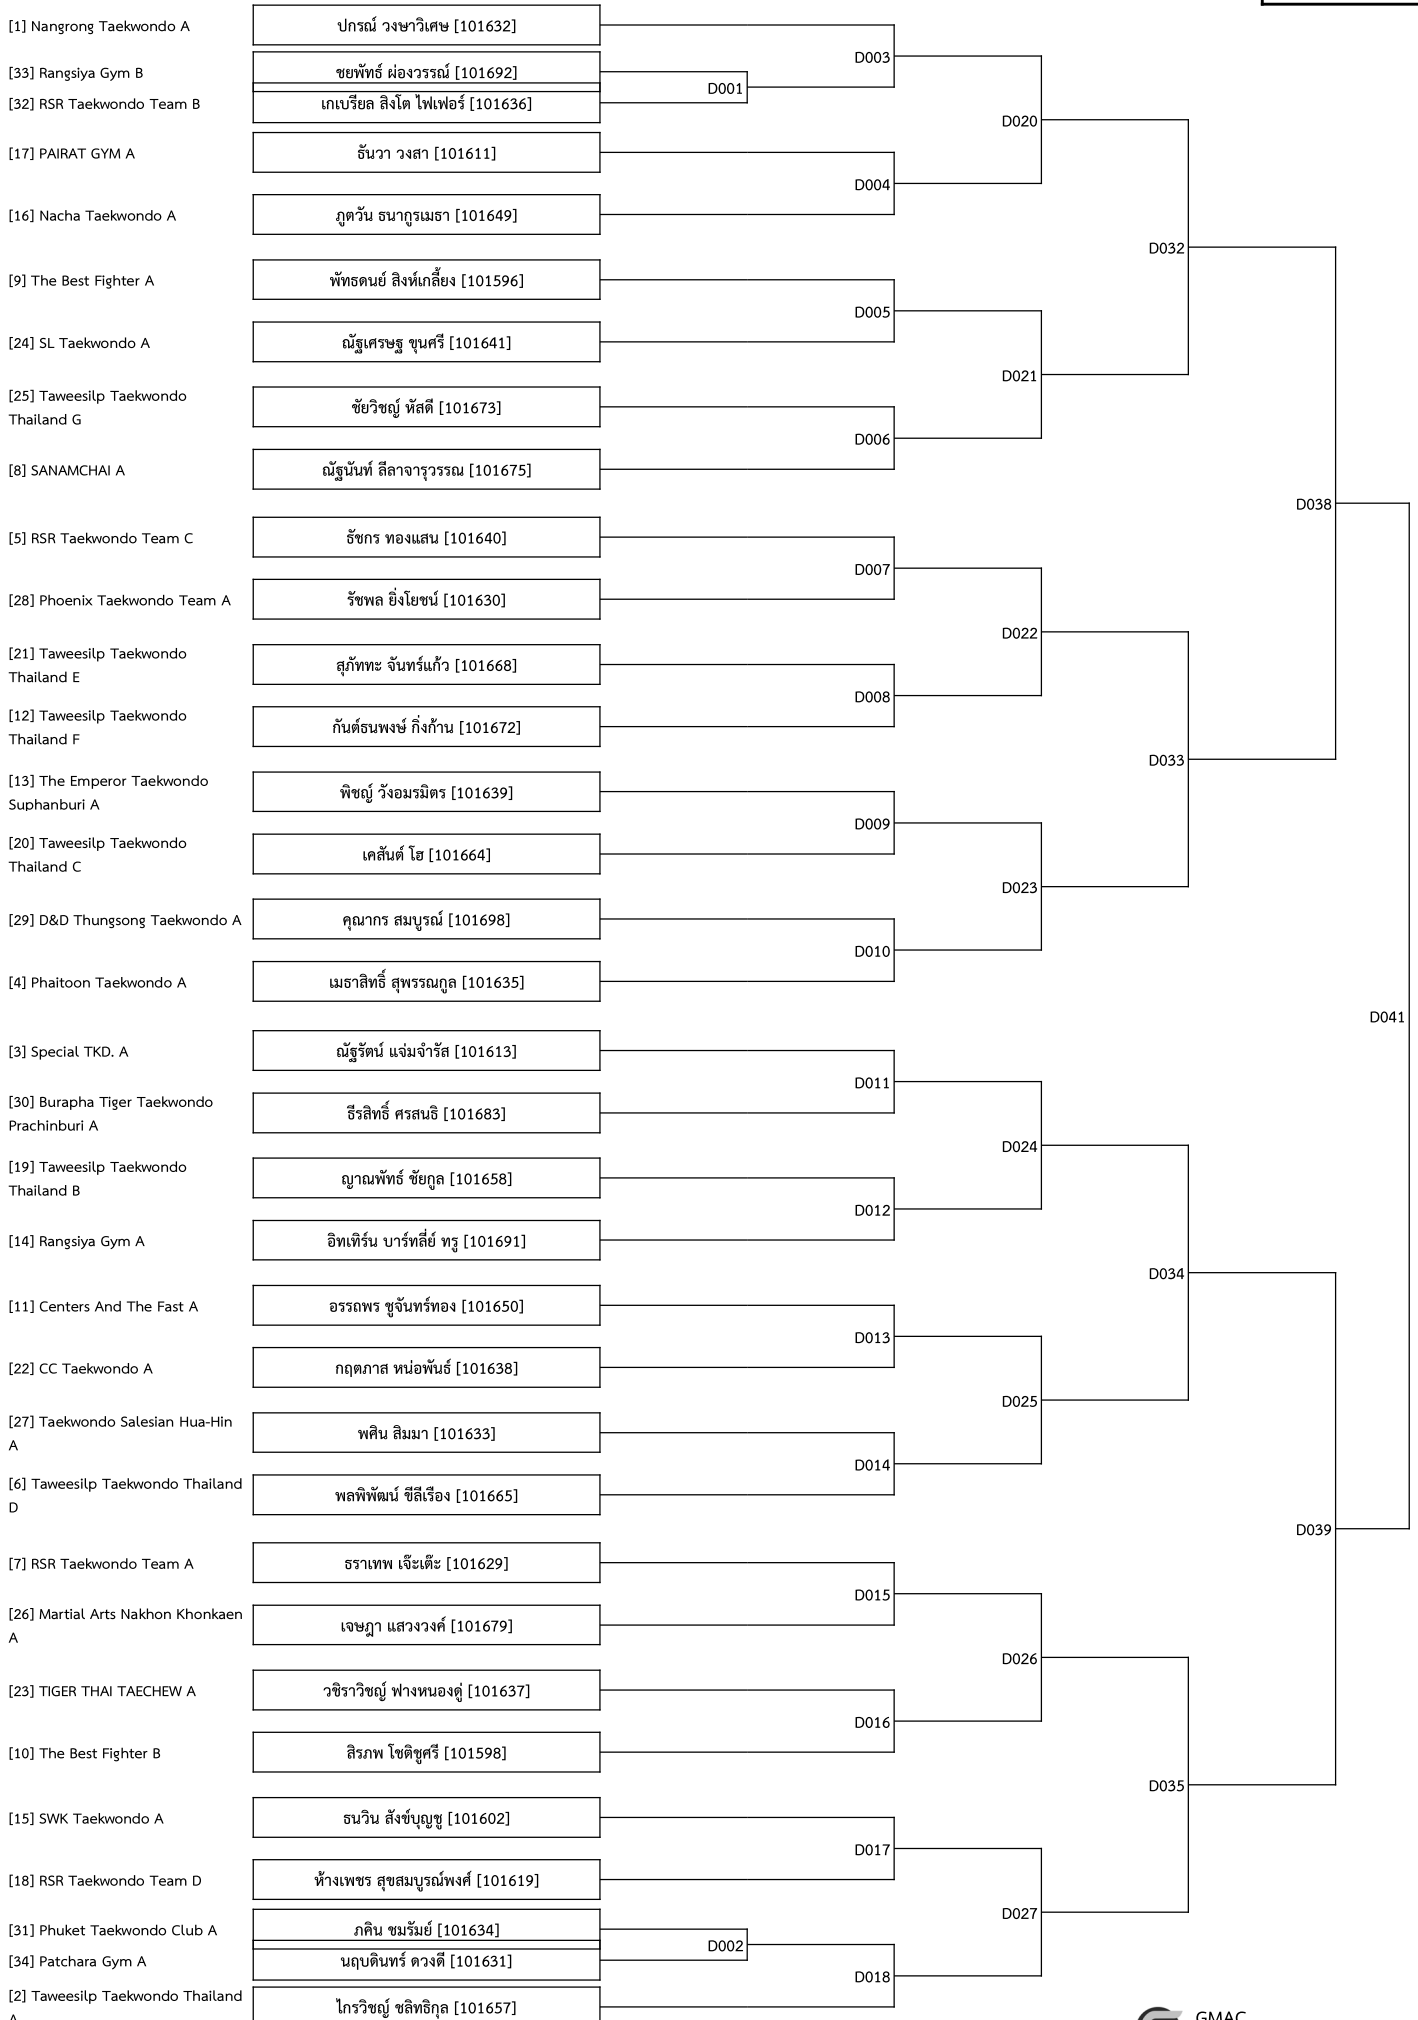 [1] Nangrong Taekwondo A
ปกรณ์ วงษาวิเศษ [101632]
D003
[33] Rangsiya Gym B
ชยพัทธ์ ผ่องวรรณ์ [101692]
D001
[32] RSR Taekwondo Team B
เกเบรียล สิงโต ไฟเฟอร์ [101636]
D020
[17] PAIRAT GYM A
ธันวา วงสา [101611]
D004
[16] Nacha Taekwondo A
ภูตวัน ธนากูรเมธา [101649]
D032
[9] The Best Fighter A
พัทธดนย์ สิงห์เกลี้ยง [101596]
D005
[24] SL Taekwondo A
ณัฐเศรษฐ ขุนศรี [101641]
D021
[25] Taweesilp Taekwondo
Thailand G
ชัยวิชญ์ หัสดี [101673]
D006
[8] SANAMCHAI A
ณัฐนันท์ ลีลาจารุวรรณ [101675]
D038
[5] RSR Taekwondo Team C
ธัชกร ทองแสน [101640]
D007
[28] Phoenix Taekwondo Team A
รัชพล ยิ่งโยชน์ [101630]
D022
[21] Taweesilp Taekwondo
Thailand E
สุภัททะ จันทร์แก้ว [101668]
D008
[12] Taweesilp Taekwondo
Thailand F
กันต์ธนพงษ์ กิ่งก้าน [101672]
D033
[13] The Emperor Taekwondo
Suphanburi A
พิชญ์ วังอมรมิตร [101639]
D009
[20] Taweesilp Taekwondo
Thailand C
เคสันต์ โฮ [101664]
D023
[29] D&D Thungsong Taekwondo A
คุณากร สมบูรณ์ [101698]
D010
[4] Phaitoon Taekwondo A
เมธาสิทธิ์ สุพรรณกูล [101635]
D041
[3] Special TKD. A
ณัฐรัตน์ แจ่มจำรัส [101613]
D011
[30] Burapha Tiger Taekwondo
Prachinburi A
ธีรสิทธิ์ ศรสนธิ [101683]
D024
[19] Taweesilp Taekwondo
Thailand B
ญาณพัทธ์ ชัยกูล [101658]
D012
[14] Rangsiya Gym A
อิทเทิร์น บาร์ทลี่ย์ ทรู [101691]
D034
[11] Centers And The Fast A
อรรถพร ชูจันทร์ทอง [101650]
D013
[22] CC Taekwondo A
กฤตภาส หน่อพันธ์ [101638]
D025
[27] Taekwondo Salesian Hua-Hin
A
พศิน สิมมา [101633]
D014
[6] Taweesilp Taekwondo Thailand
D
พลพิพัฒน์ ขีลีเรือง [101665]
D039
[7] RSR Taekwondo Team A
ธราเทพ เจ๊ะเต๊ะ [101629]
D015
[26] Martial Arts Nakhon Khonkaen
A
เจษฎา แสวงวงค์ [101679]
D026
[23] TIGER THAI TAECHEW A
วชิราวิชญ์ ฟางหนองดู่ [101637]
D016
[10] The Best Fighter B
สิรภพ โชติชูศรี [101598]
D035
[15] SWK Taekwondo A
ธนวิน สังข์บุญชู [101602]
D017
[18] RSR Taekwondo Team D
ห้างเพชร สุขสมบูรณ์พงศ์ [101619]
D027
[31] Phuket Taekwondo Club A
ภคิน ชมรัมย์ [101634]
D002
[34] Patchara Gym A
นฤบดินทร์ ดวงดี [101631]
D018
[2] Taweesilp Taekwondo Thailand
A
ไกรวิชญ์ ชลิทธิกุล [101657]
GMAC